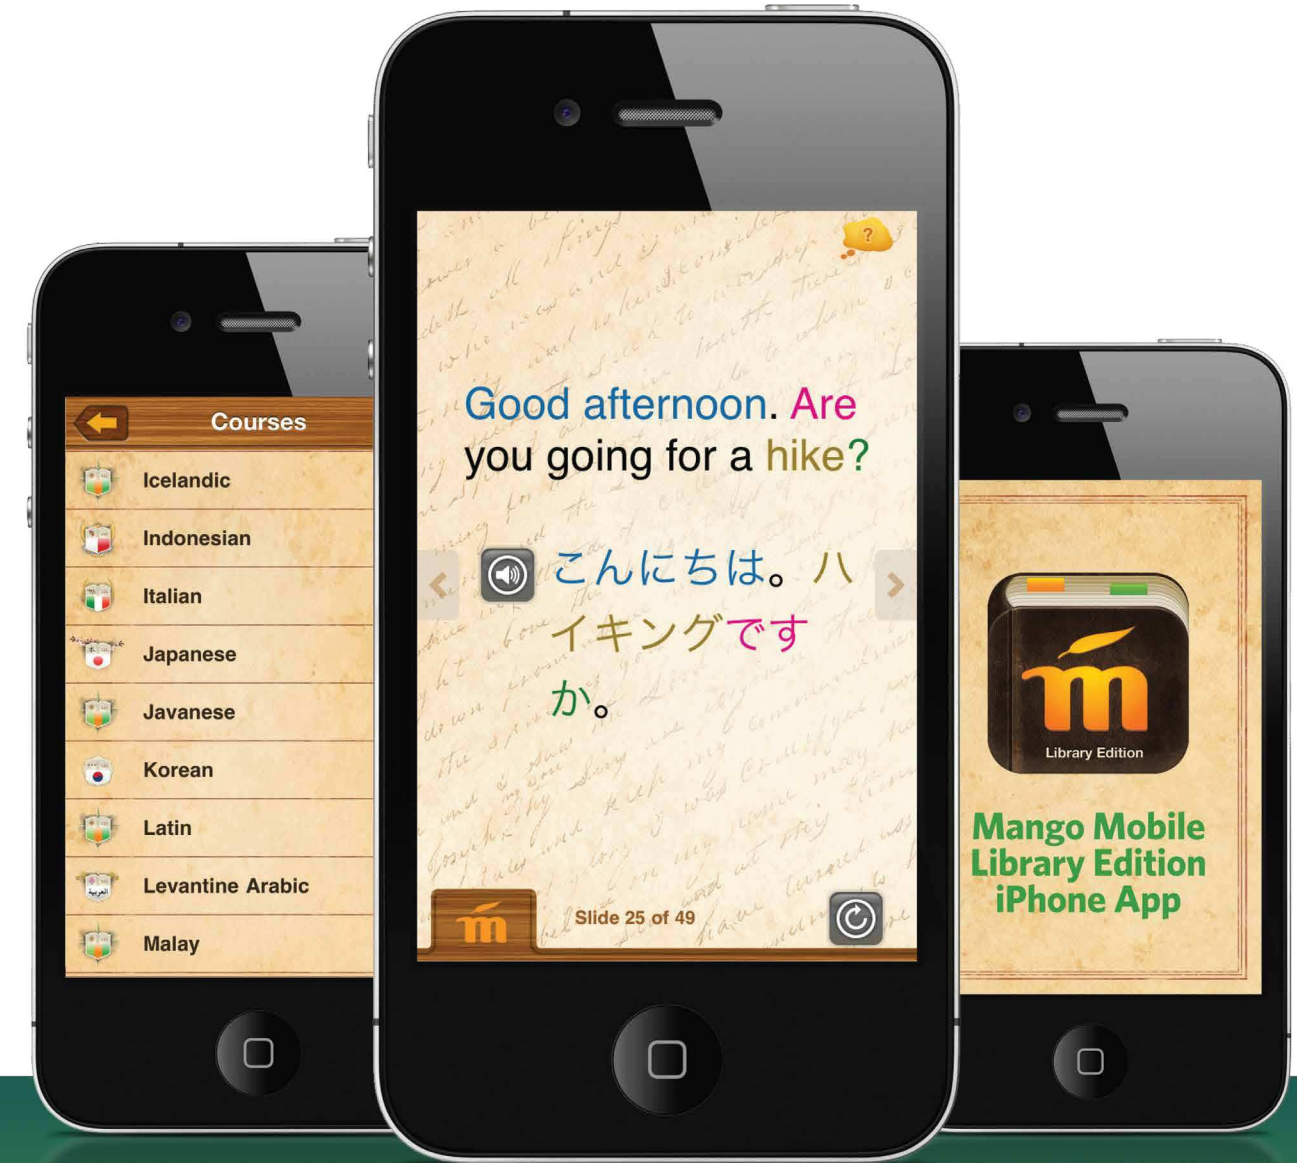 Courses
Icelandic
Indonesian
Italian
Japanese
Javanese
Korean
Latin
Levantine Arabic
Malay
?
Good afternoon. Are
you going for a hike?
こんにちは。ハ
イキングです
か。
m
Slide 25 of 49
m
Library Edition
Mango Mobile
Library Edition
iPhone App